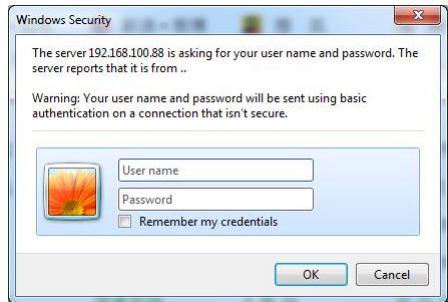 Windows Security
The server 192.168.100.88 is asking for your user name and password. The
server reports that it is from ..
Warning: Your user name and password will be sent using basic
authentication on a connection that isn't secure.
User name
Password
Remember my credentials
OK
Cancel